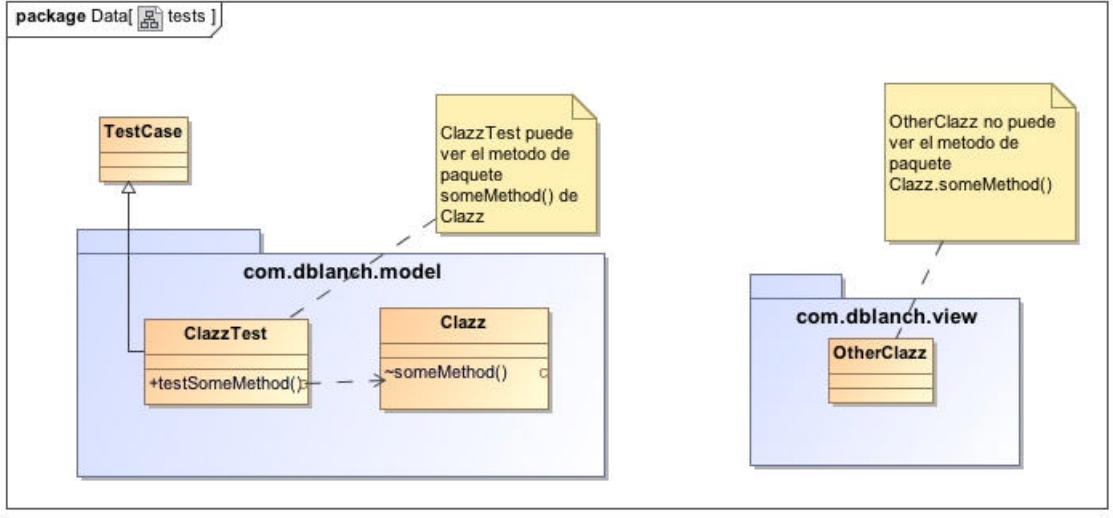 package Data[ tests ]
TestCase
ClazzTest puede
ver el metodo de
paquete
someMethod() de
Clazz
OtherClazz no puede
ver el metodo de
paquete
Clazz.someMethod()
com.dblanch.model
ClazzTest
+testSomeMethod()
Clazz
~someMethod()
com.dblanch.view
OtherClazz